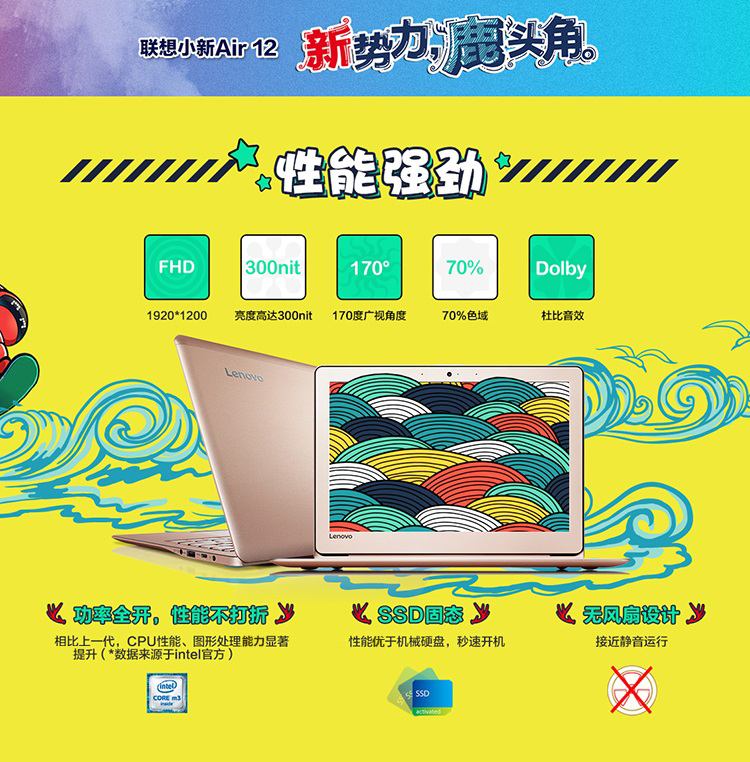 联想小新Air 12 新势力,鹿头角。
性能强劲
FHD 300nit 170° 70% Dolby
1920*1200 亮度高达300nit 170度广视角度 70%色域 杜比音效
Lenovo
Lenovo
功率全开，性能不打折
相比上一代，CPU性能、图形处理能力显著
提升（*数据来源于intel官方）
intel
CORE m3
inside
SSD固态
性能优于机械硬盘，秒速开机
SSD
activated
无风扇设计
接近静音运行